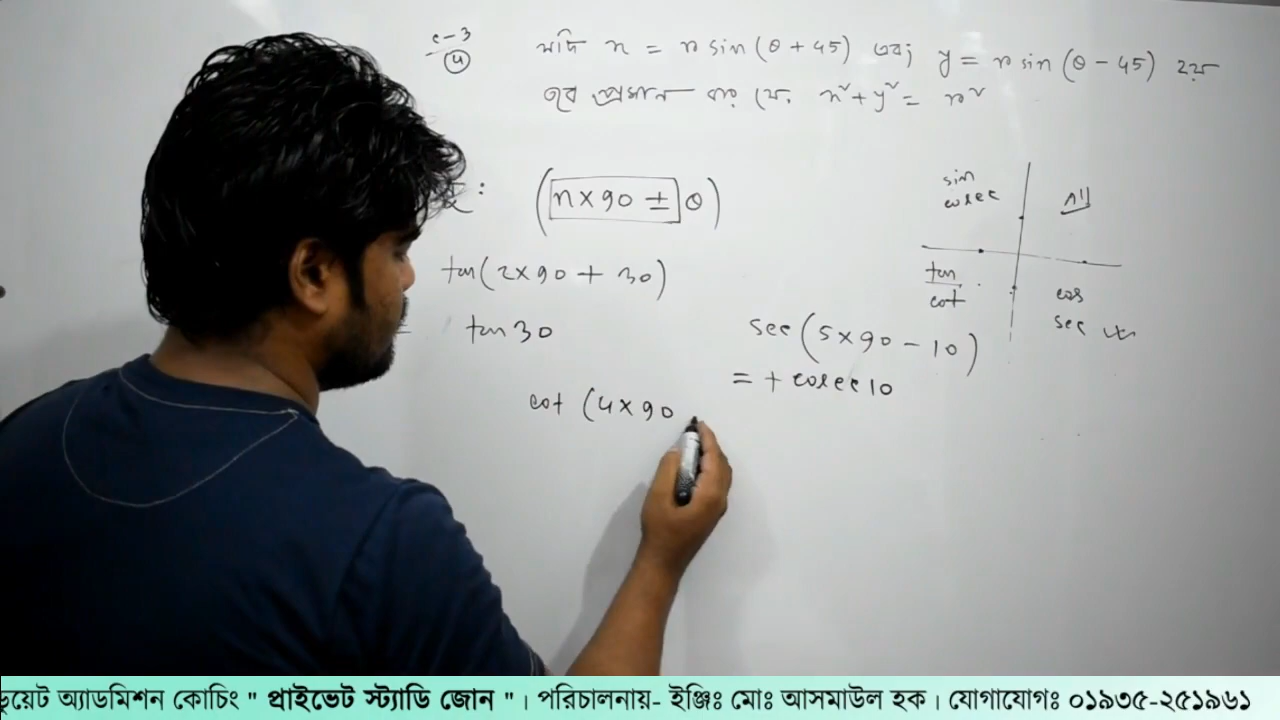 e-3
(4)
যদি x = r sin (θ + 45) এবং y = r sin (θ - 45) হয়
তবে প্রমান কর যে, x² + y² = r²
: (n×90 ± θ)
tan (2×90 + 30)
= tan 30
sec (5×90 - 10)
= + cosec 10
cot (4×90
sin
cosec
All
tan
cot
cos
sec
ডুয়েট অ্যাডমিশন কোচিং " প্রাইভেট স্ট্যাডি জোন " । পরিচালনায়- ইঞ্জিঃ মোঃ আসমাউল হক । যোগাযোগঃ ০১৯৩৫-২৫১৯৬১